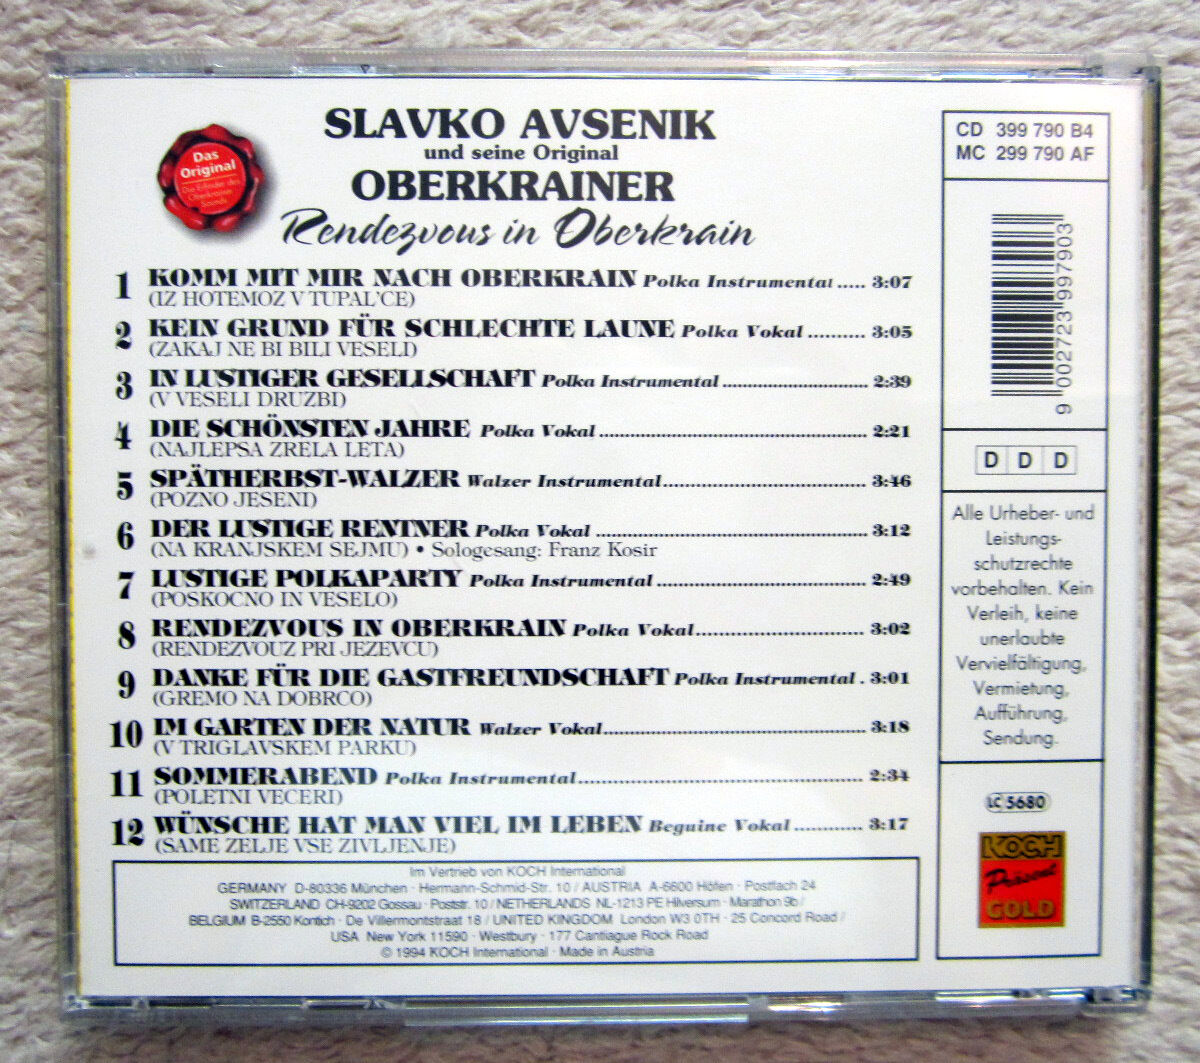 SLAVKO AVSENIK
und seine Original
OBERKRAINER
Rendezvous in Oberkrain
Das
Original
Die Erfinder des
Oberkrainer
Sounds
1 KOMM MIT MIR NACH OBERKRAIN Polka Instrumental ..... 3:07
(IZ HOTEMOZ V TUPAL'CE)
2 KEIN GRUND FÜR SCHLECHTE LAUNE Polka Vokal .......... 3:05
(ZAKAJ NE BI BILI VESELI)
3 IN LUSTIGER GESELLSCHAFT Polka Instrumental ............................ 2:39
(V VESELI DRUZBI)
4 DIE SCHÖNSTEN JAHRE Polka Vokal ................................................ 2:21
(NAJLEPSA ZRELA LETA)
5 SPÄTHERBST-WALZER Walzer Instrumental..................................... 3:46
(POZNO JESENI)
6 DER LUSTIGE RENTNER Polka Vokal ................................................ 3:12
(NA KRANJSKEM SEJMU) • Sologesang: Franz Kosir
7 LUSTIGE POLKAPARTY Polka Instrumental ...................................... 2:49
(POSKOCNO IN VESELO)
8 RENDEZVOUS IN OBERKRAIN Polka Vokal.............................. 3:02
(RENDEZVOUZ PRI JEZEVCU)
9 DANKE FÜR DIE GASTFREUNDSCHAFT Polka Instrumental . 3:01
(GREMO NA DOBRCO)
10 IM GARTEN DER NATUR Walzer Vokal.............................................. 3:18
(V TRIGLAVSKEM PARKU)
11 SOMMERABEND Polka Instrumental.................................................. 2:34
(POLETNI VECERI)
12 WÜNSCHE HAT MAN VIEL IM LEBEN Beguine Vokal ............ 3:17
(SAME ZELJE VSE ZIVLJENJE)
Im Vertrieb von KOCH International
GERMANY D-80336 München · Hermann-Schmid-Str. 10 / AUSTRIA A-6600 Höfen · Postfach 24
SWITZERLAND CH-9202 Gossau · Poststr. 10 / NETHERLANDS NL-1213 PE Hilversum · Marathon 9b /
BELGIUM B-2550 Kontich · De Villermontstraat 18 / UNITED KINGDOM London W3 0TH · 25 Concord Road /
USA New York 11590 · Westbury · 177 Cantiague Rock Road
© 1994 KOCH International · Made in Austria
CD 399 790 B4
MC 299 790 AF
9 002723 997903
D D D
Alle Urheber- und
Leistungs-
schutzrechte
vorbehalten. Kein
Verleih, keine
unerlaubte
Vervielfältigung,
Vermietung,
Aufführung,
Sendung.
LC 5680
KOCH
Präsent
GOLD